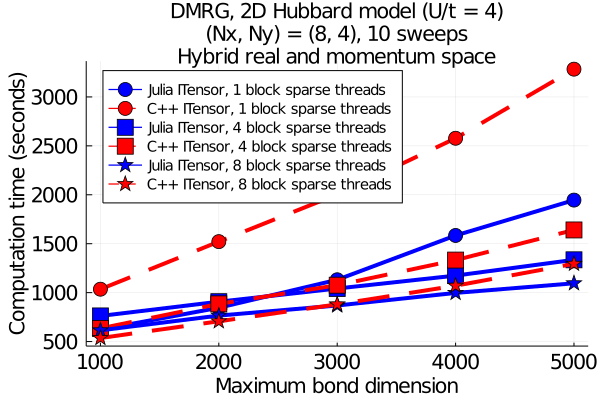 DMRG, 2D Hubbard model (U/t = 4)
(Nx, Ny) = (8, 4), 10 sweeps
Hybrid real and momentum space
Julia ITensor, 1 block sparse threads
C++ ITensor, 1 block sparse threads
Julia ITensor, 4 block sparse threads
C++ ITensor, 4 block sparse threads
Julia ITensor, 8 block sparse threads
C++ ITensor, 8 block sparse threads
Computation time (seconds)
3000
2500
2000
1500
1000
500
1000 2000 3000 4000 5000
Maximum bond dimension